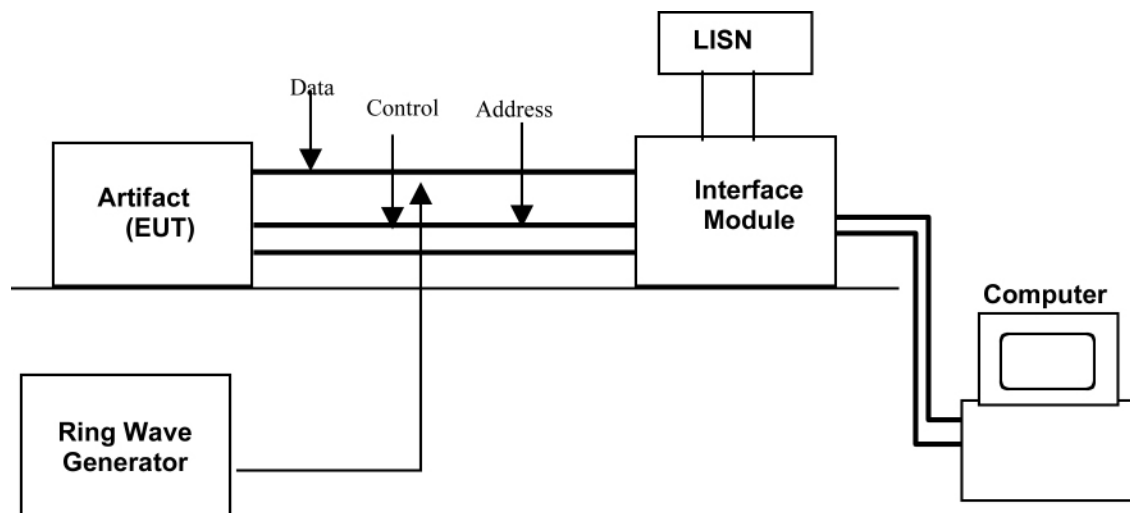 LISN
Data
Control
Address
Artifact
(EUT)
Interface
Module
Computer
Ring Wave
Generator